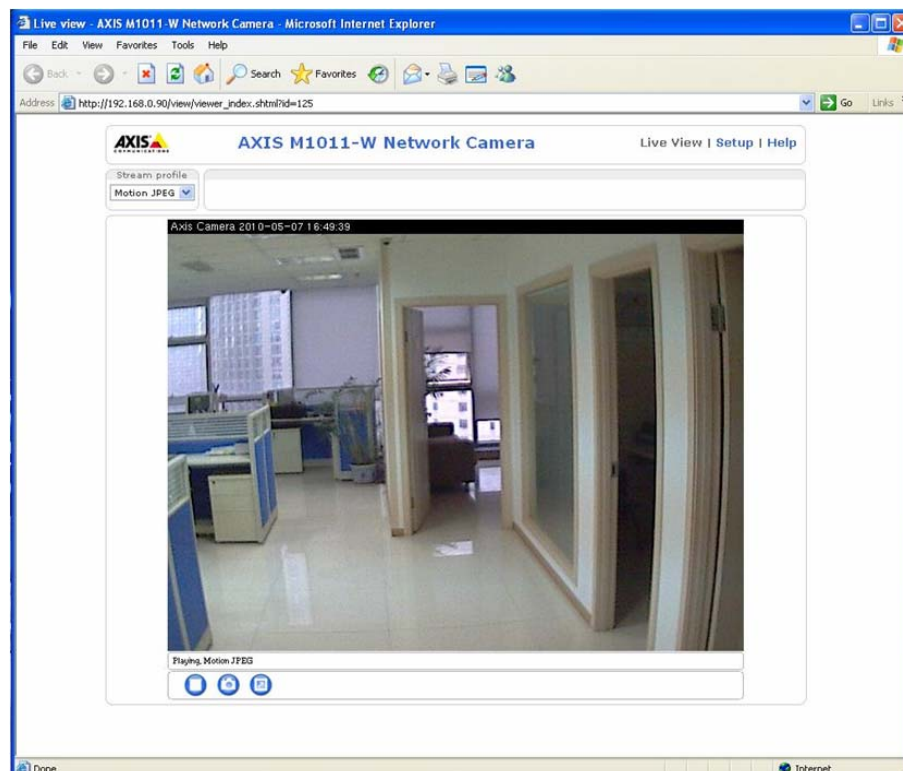 Live view - AXIS M1011-W Network Camera - Microsoft Internet Explorer
File Edit View Favorites Tools Help
Back Search Favorites
Address http://192.168.0.90/view/viewer_index.shtml?id=125 Go Links
AXIS COMMUNICATIONS
AXIS M1011-W Network Camera
Live View | Setup | Help
Stream profile
Motion JPEG
Axis Camera 2010-05-07 16:49:39
Playing, Motion JPEG
Done Internet